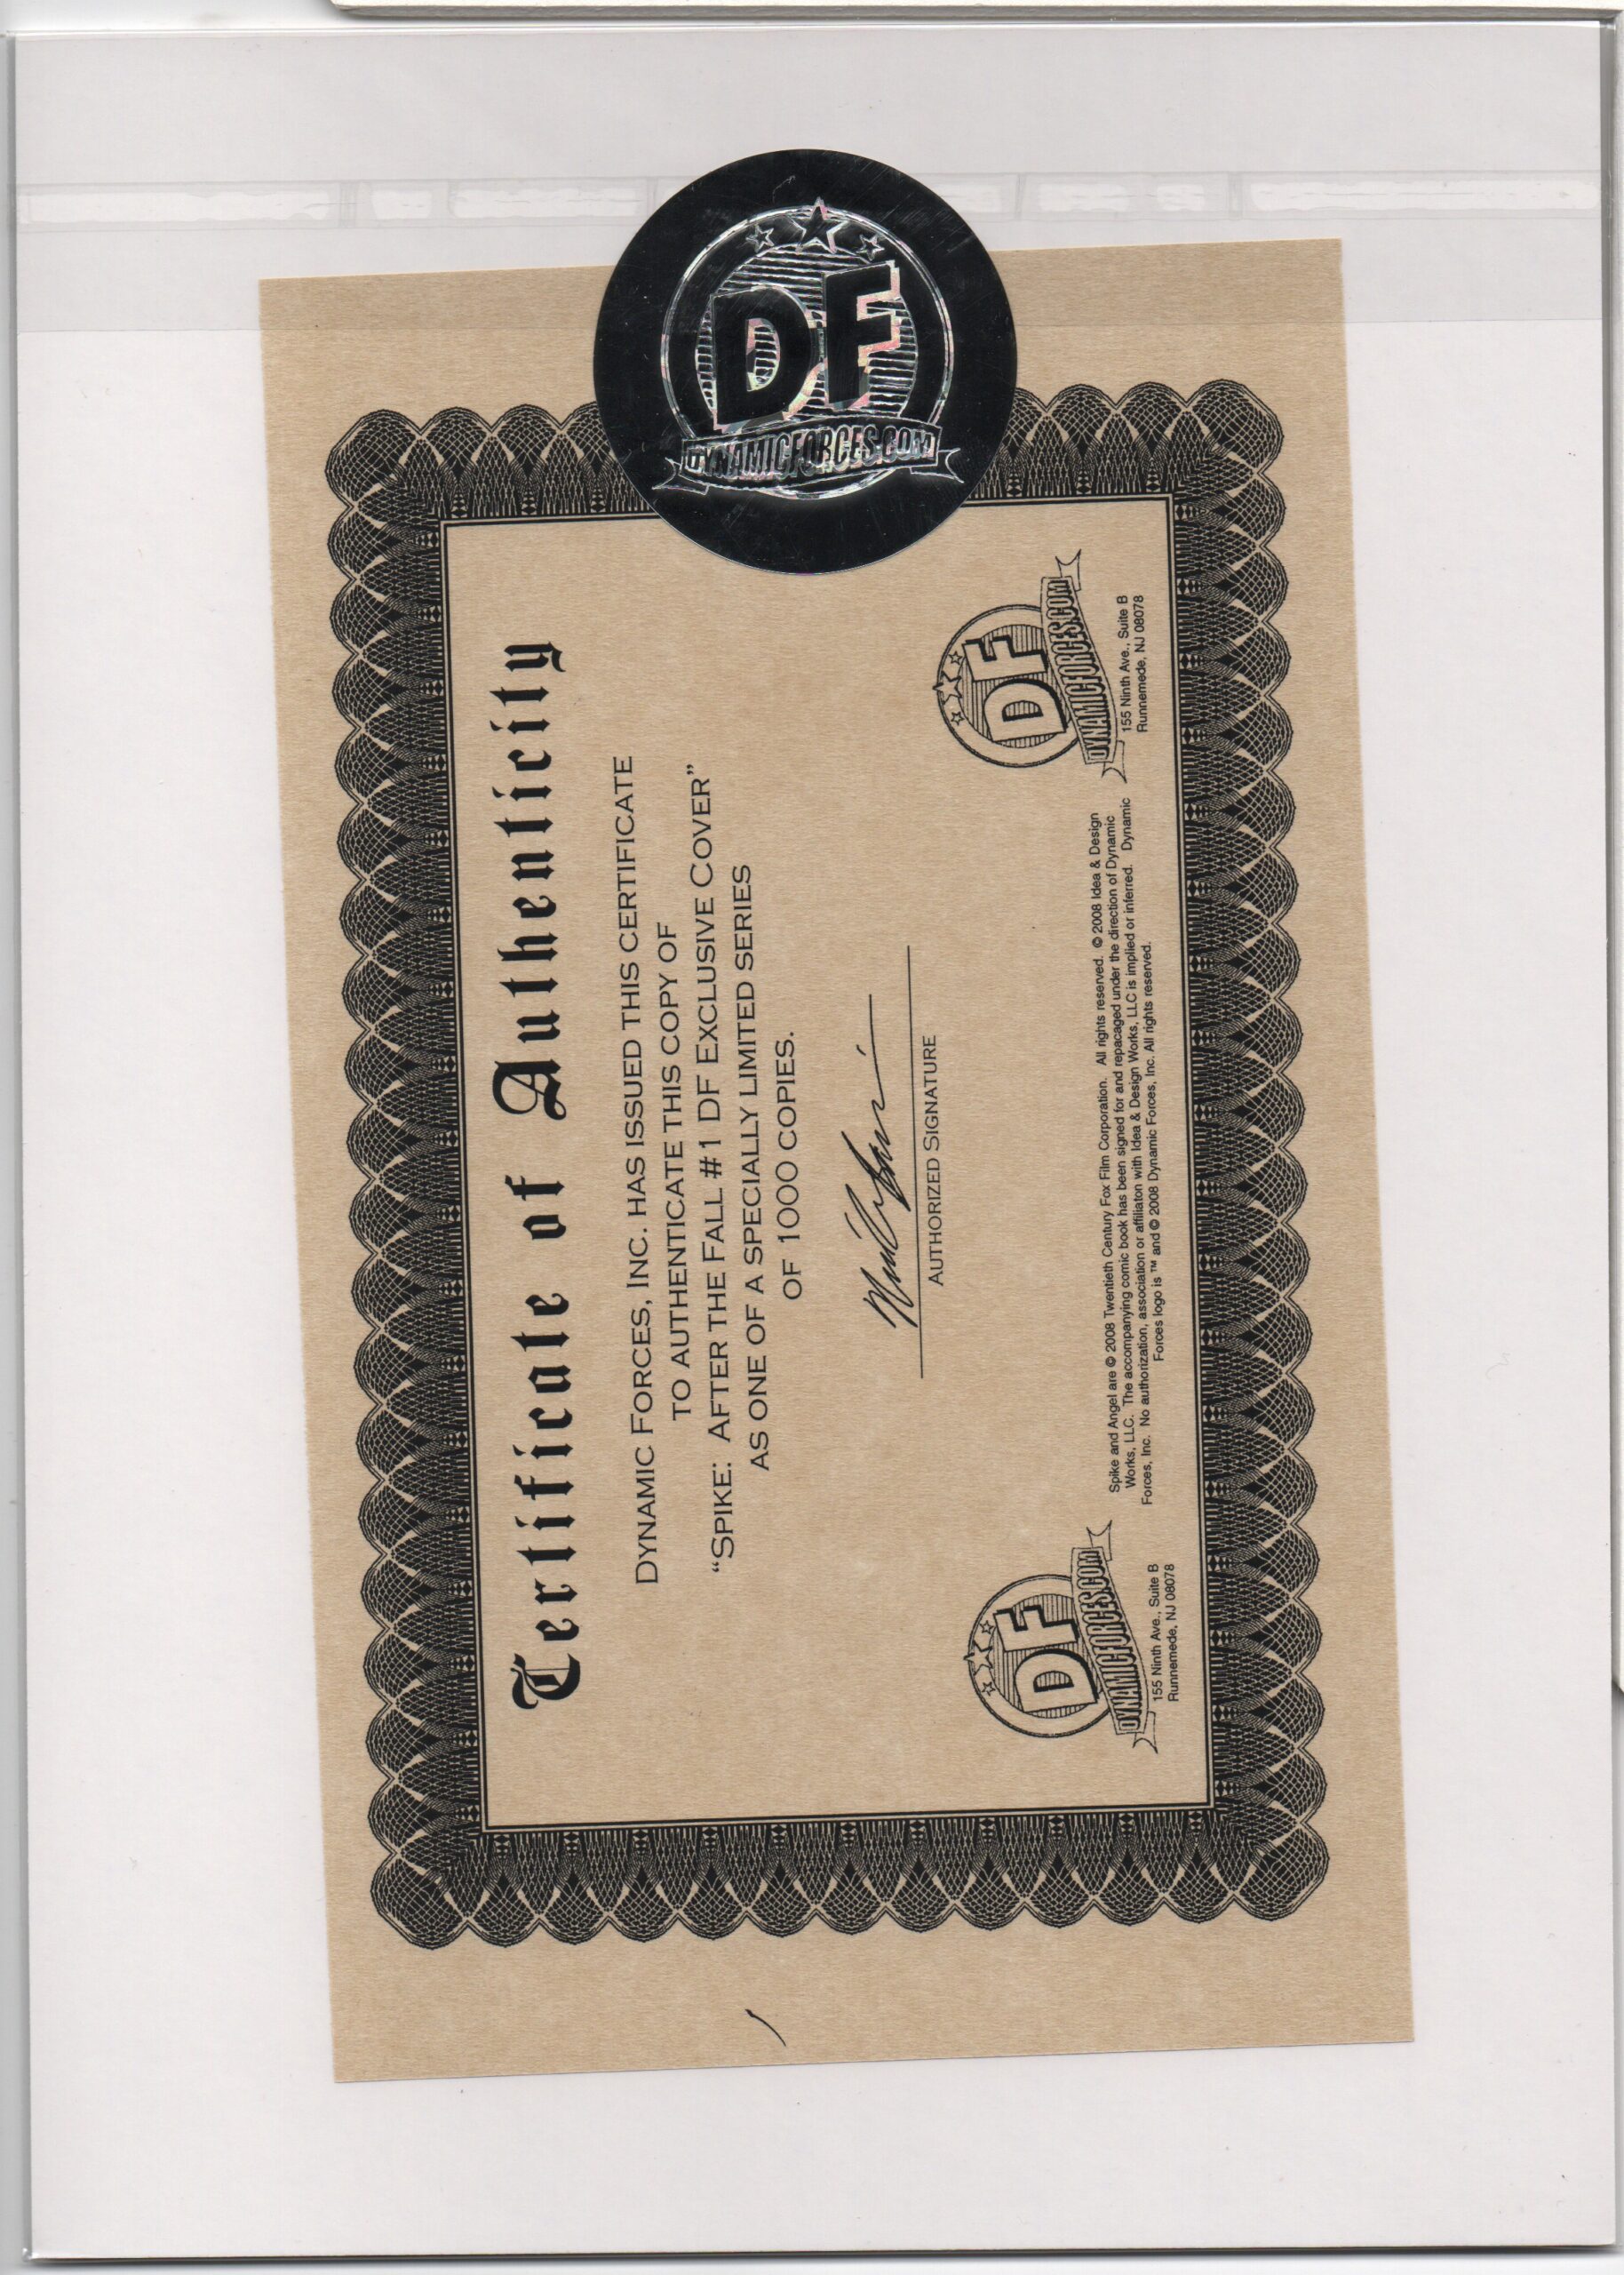 DF
DYNAMICFORCES.COM
Certificate of Authenticity
DYNAMIC FORCES, INC. HAS ISSUED THIS CERTIFICATE
TO AUTHENTICATE THIS COPY OF
“SPIKE: AFTER THE FALL #1 DF EXCLUSIVE COVER”
AS ONE OF A SPECIALLY LIMITED SERIES
OF 1000 COPIES.
AUTHORIZED SIGNATURE
DF
DYNAMICFORCES.COM
155 Ninth Ave., Suite B
Runnemede, NJ 08078
Spike and Angel are © 2008 Twentieth Century Fox Film Corporation. All rights reserved. © 2008 Idea & Design
Works, LLC. The accompanying comic book has been signed for and repacaged under the direction of Dynamic
Forces, Inc. No authorization, association or affiliaton with Idea & Design Works, LLC is implied or inferred. Dynamic
Forces logo is ™ and © 2008 Dynamic Forces, Inc. All rights reserved.
DF
DYNAMICFORCES.COM
155 Ninth Ave., Suite B
Runnemede, NJ 08078